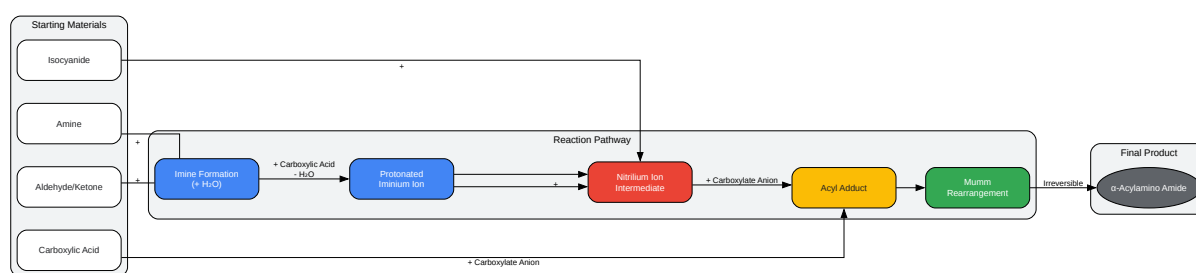 Starting Materials
Isocyanide
+
Amine
+
Reaction Pathway
Aldehyde/Ketone
+
Imine Formation
(+ H₂O)
+ Carboxylic Acid
- H₂O
Protonated
Iminium Ion
+
Nitrilium Ion
Intermediate
+ Carboxylate Anion
Acyl Adduct
Mumm
Rearrangement
Irreversible
Final Product
α-Acylamino Amide
Carboxylic Acid
+ Carboxylate Anion